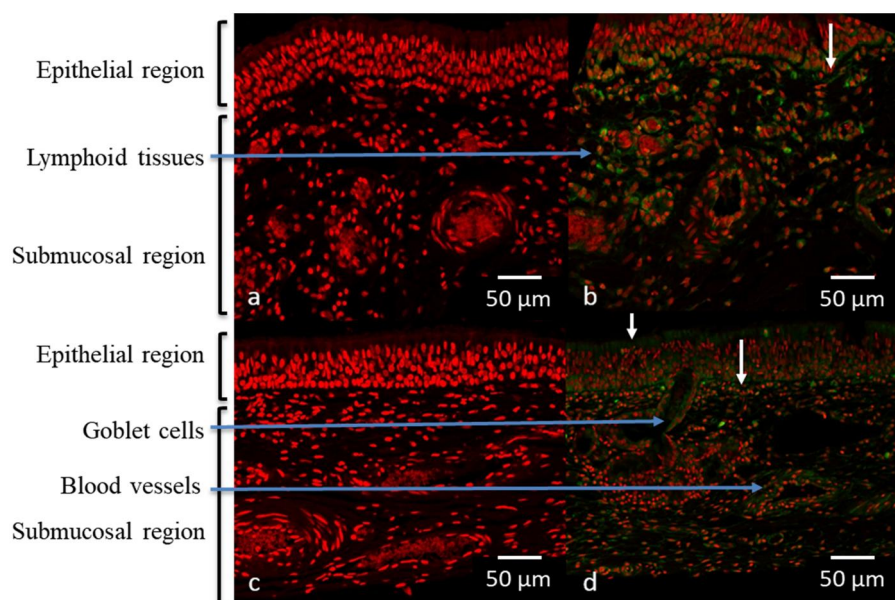 Epithelial region
Lymphoid tissues
Submucosal region
a
50 µm
b
50 µm
Epithelial region
Goblet cells
Blood vessels
Submucosal region
c
50 µm
d
50 µm